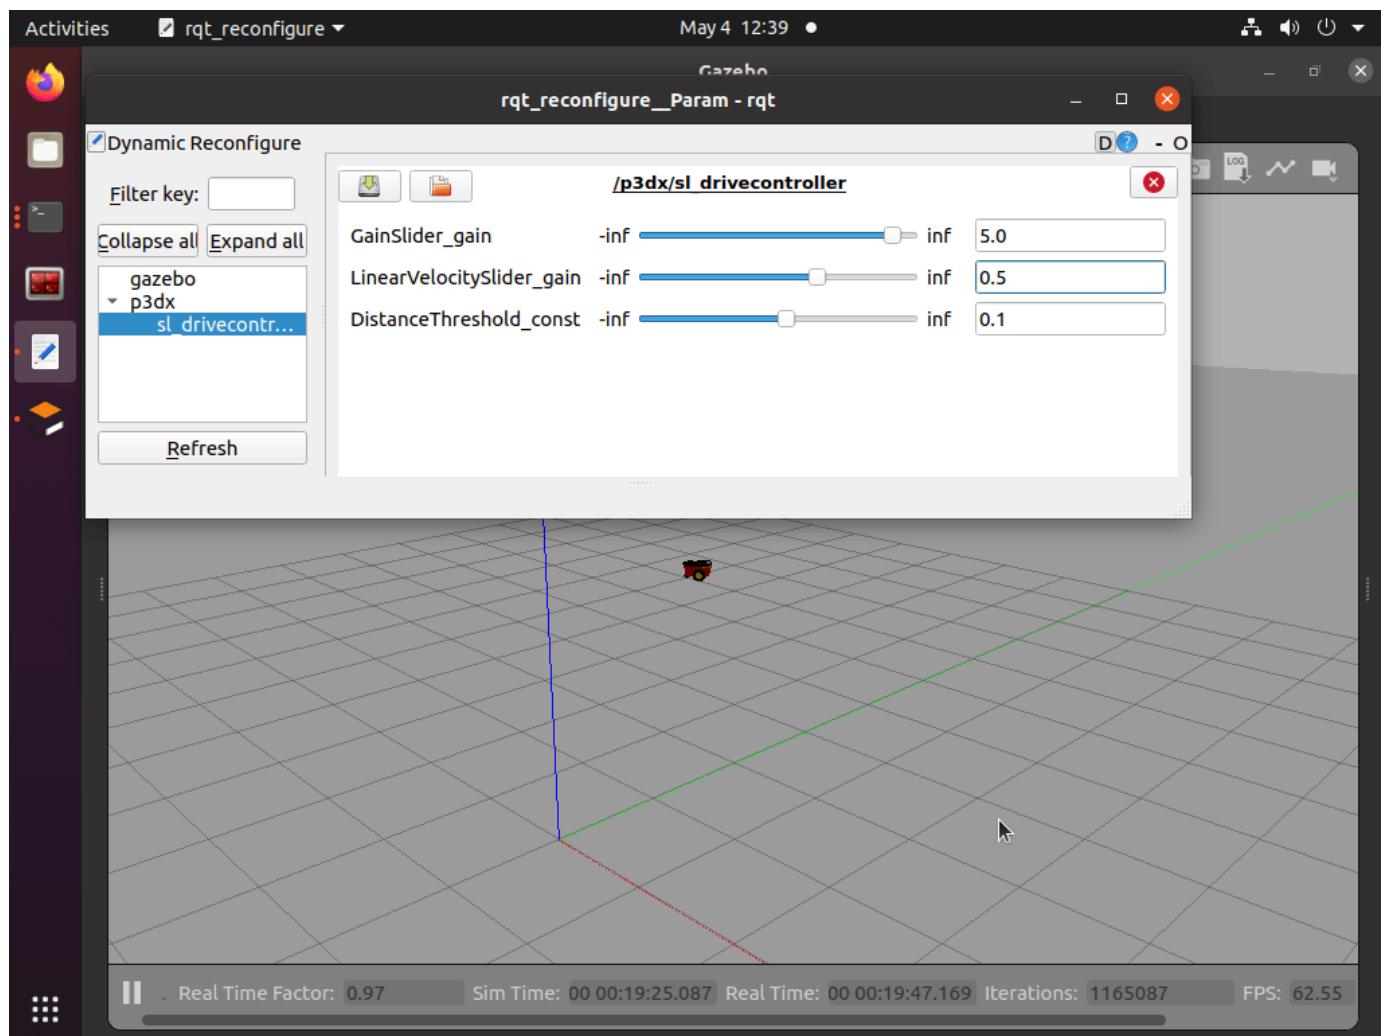 Activities
rqt_reconfigure
May 4 12:39
Gazebo
rqt_reconfigure__Param - rqt
Dynamic Reconfigure
D
- O
Filter key:
Collapse all
Expand all
gazebo
p3dx
sl_drivecontr...
Refresh
/p3dx/sl_drivecontroller
GainSlider_gain -inf inf 5.0
LinearVelocitySlider_gain -inf inf 0.5
DistanceThreshold_const -inf inf 0.1
LOG
Real Time Factor: 0.97 Sim Time: 00 00:19:25.087 Real Time: 00 00:19:47.169 Iterations: 1165087 FPS: 62.55